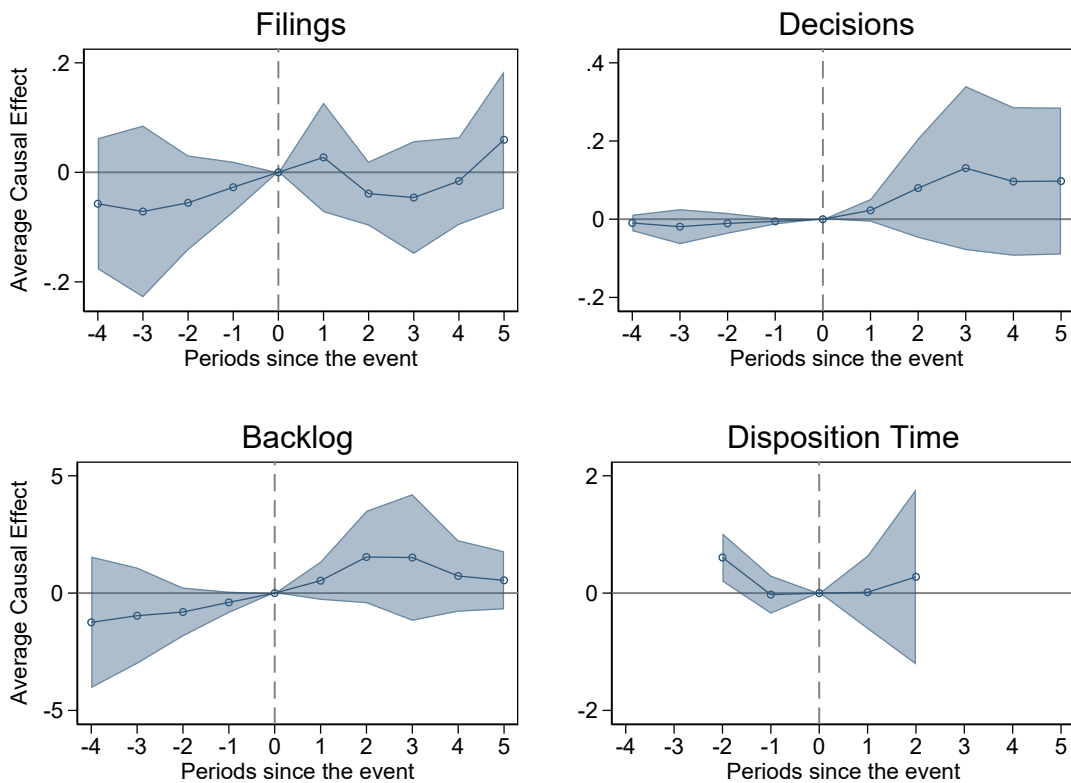 Filings
Average Causal Effect
.2
0
-.2
-4 -3 -2 -1 0 1 2 3 4 5
Periods since the event
Decisions
.4
.2
0
-.2
-4 -3 -2 -1 0 1 2 3 4 5
Periods since the event
Backlog
Average Causal Effect
5
0
-5
-4 -3 -2 -1 0 1 2 3 4 5
Periods since the event
Disposition Time
2
0
-2
-4 -3 -2 -1 0 1 2 3 4 5
Periods since the event